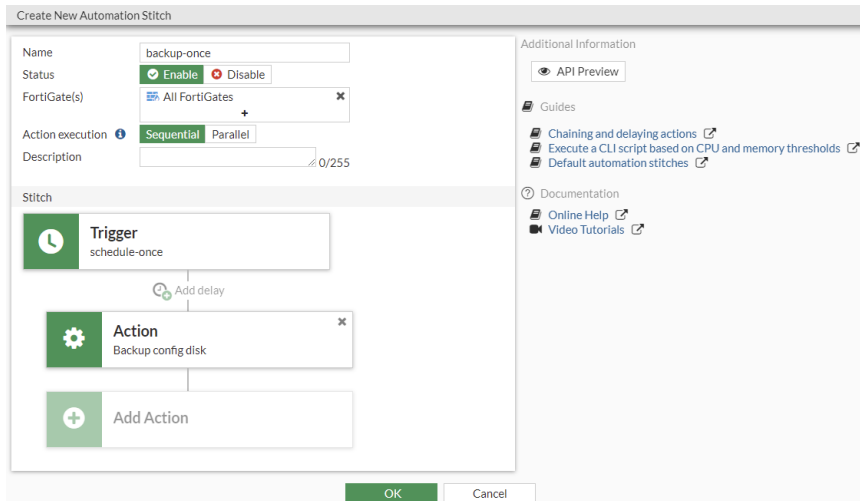 Create New Automation Stitch
Name backup-once
Status Enable Disable
FortiGate(s) All FortiGates
+
Action execution Sequential Parallel
Description 0/255
Stitch
Trigger
schedule-once
Add delay
Action
Backup config disk
Add Action
OK Cancel
Additional Information
API Preview
Guides
Chaining and delaying actions
Execute a CLI script based on CPU and memory thresholds
Default automation stitches
Documentation
Online Help
Video Tutorials